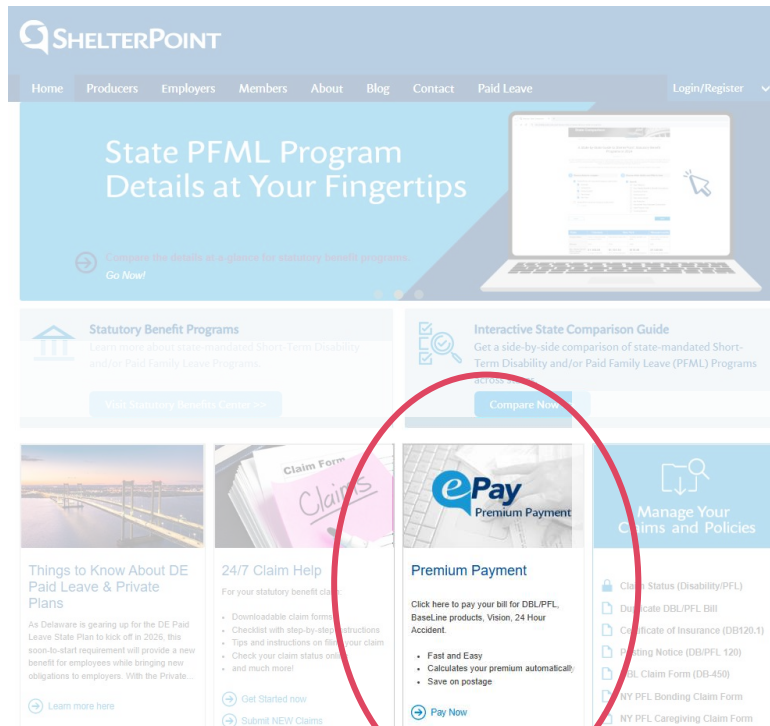 SHELTERPOINT
Home Producers Employers Members About Blog Contact Paid Leave Login/Register
State PFML Program
Details at Your Fingertips
Compare the details at-a-glance for statutory benefit programs.
Go Now!
Statutory Benefit Programs
Learn more about state-mandated Short-Term Disability
and/or Paid Family Leave Programs.
Visit Statutory Benefits Center >>
Interactive State Comparison Guide
Get a side-by-side comparison of state-mandated Short-
Term Disability and/or Paid Family Leave (PFML) Programs
across states.
Compare Now
Things to Know About DE
Paid Leave & Private
Plans
As Delaware is gearing up for the DE Paid
Leave State Plan to kick off in 2026, this
soon-to-start requirement will provide a new
benefit for employees while bringing new
obligations to employers. With the Private...
Learn more here
Claim Form
Claims
24/7 Claim Help
For your statutory benefit claim:
• Downloadable claim forms
• Checklist with step-by-step instructions
• Tips and instructions on filing your claim
• Check your claim status online
• and much more!
Get Started now
Submit NEW Claims
ePay
Premium Payment
Premium Payment
Click here to pay your bill for DBL/PFL,
BaseLine products, Vision, 24 Hour
Accident.
• Fast and Easy
• Calculates your premium automatically
• Save on postage
Pay Now
Manage Your
Claims and Policies
Claim Status (Disability/PFL)
Duplicate DBL/PFL Bill
Certificate of Insurance (DB120.1)
Posting Notice (DB/PFL 120)
DBL Claim Form (DB-450)
NY PFL Bonding Claim Form
NY PFL Caregiving Claim Form